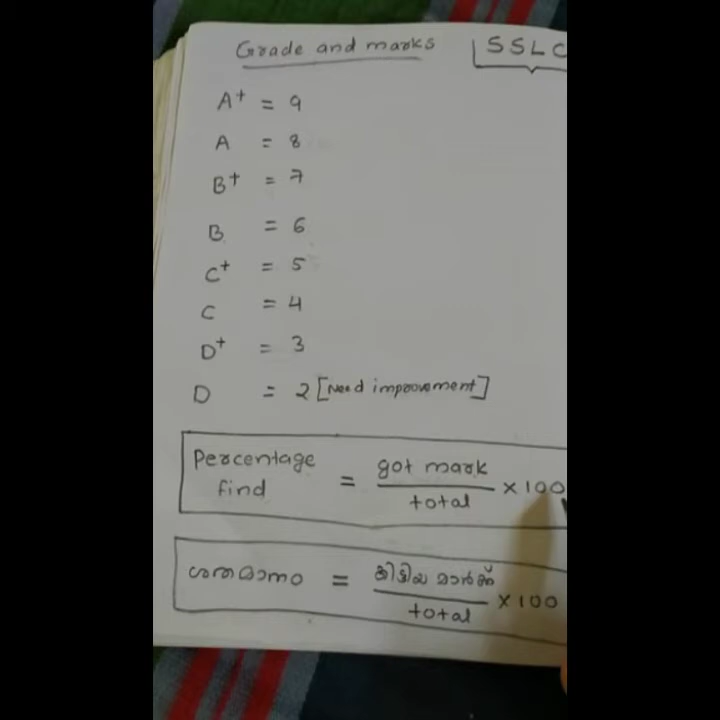 Grade and marks
SSLC
A+ = 9
A = 8
B+ = 7
B = 6
C+ = 5
C = 4
D+ = 3
D = 2 [Need improvement]
Percentage find = got mark / total × 100
ശതമാനം = കിട്ടിയ മാർക്ക് / total × 100